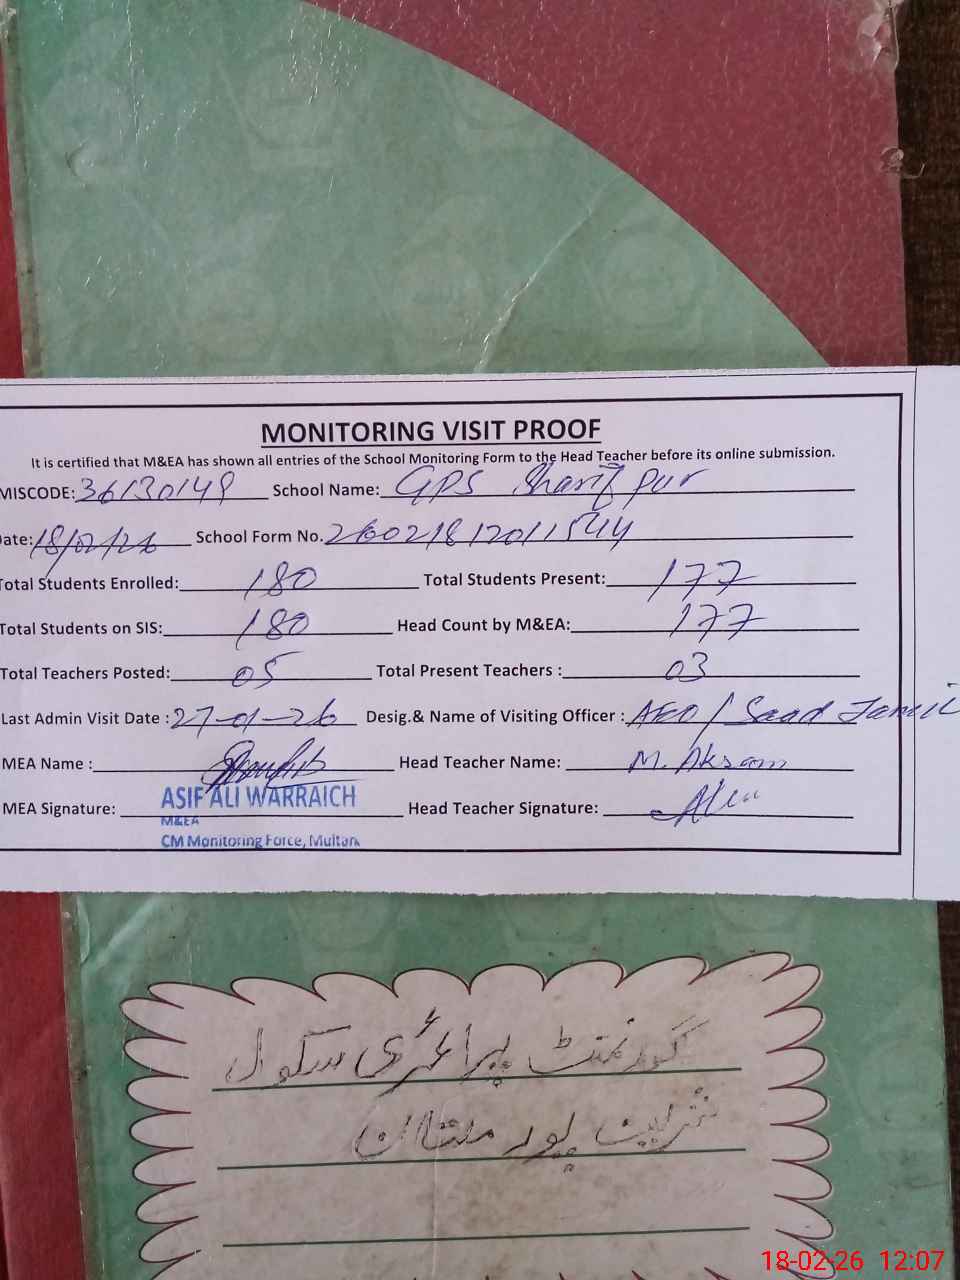 MONITORING VISIT PROOF
It is certified that M&EA has shown all entries of the School Monitoring Form to the Head Teacher before its online submission.
MISCODE: 36130149 School Name: GPS Sharif pur
Date: 18/02/26 School Form No. 26021812011544
Total Students Enrolled: 180 Total Students Present: 177
Total Students on SIS: 180 Head Count by M&EA: 177
Total Teachers Posted: 05 Total Present Teachers : 03
Last Admin Visit Date : 27-01-26 Desig.& Name of Visiting Officer : AEO / Saad Jamil
MEA Name : Head Teacher Name: M. Akram
MEA Signature: Head Teacher Signature:
ASIF ALI WARRAICH
M&EA
CM Monitoring Force, Multan
گورنمنٹ پرائمری سکول
شریف پور ملتان
18-02-26 12:07